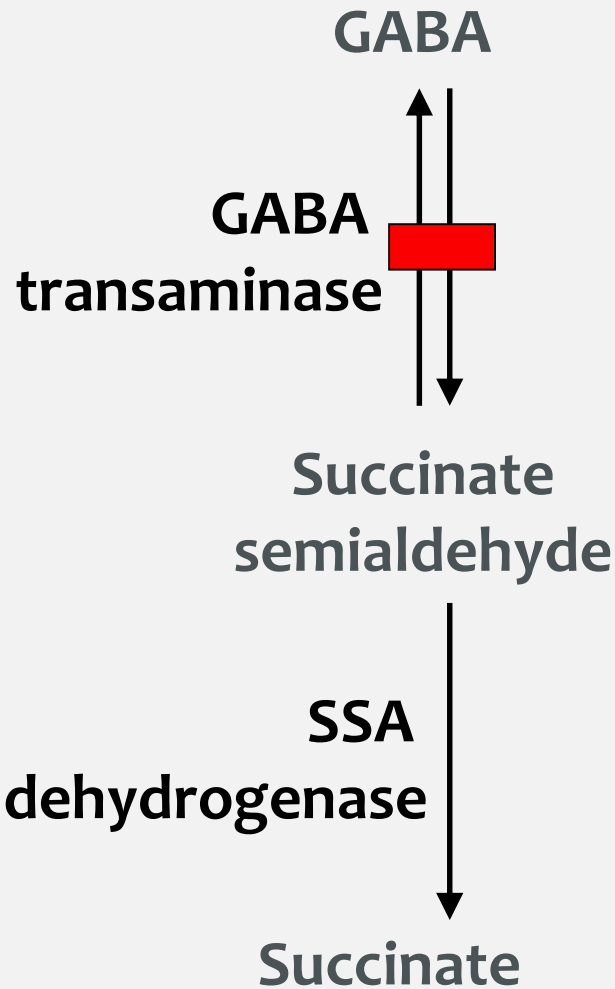 GABA
GABA
transaminase
Succinate
semialdehyde
SSA
dehydrogenase
Succinate